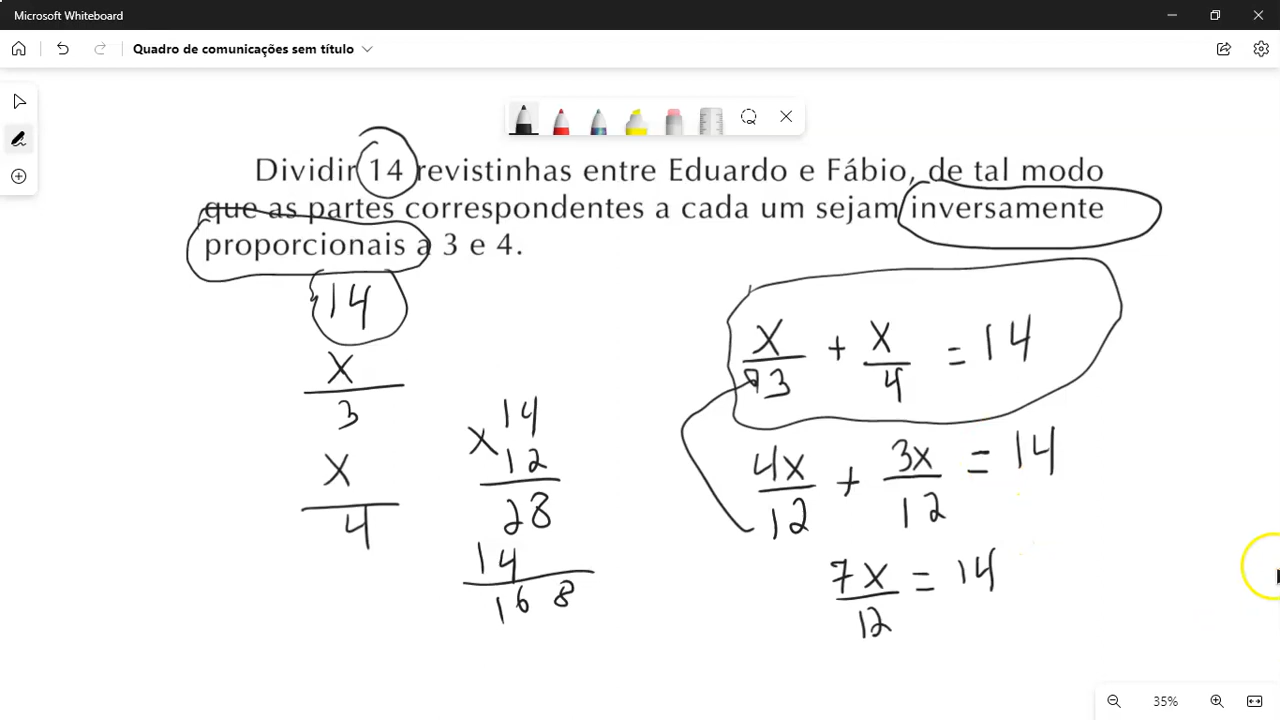 Microsoft Whiteboard
Quadro de comunicações sem título
Dividir 14 revistinhas entre Eduardo e Fábio, de tal modo
que as partes correspondentes a cada um sejam inversamente
proporcionais a 3 e 4.
14
x
3
x
4
14
x 12
28
14
168
x/3 + x/4 = 14
4x/12 + 3x/12 = 14
7x/12 = 14
35%